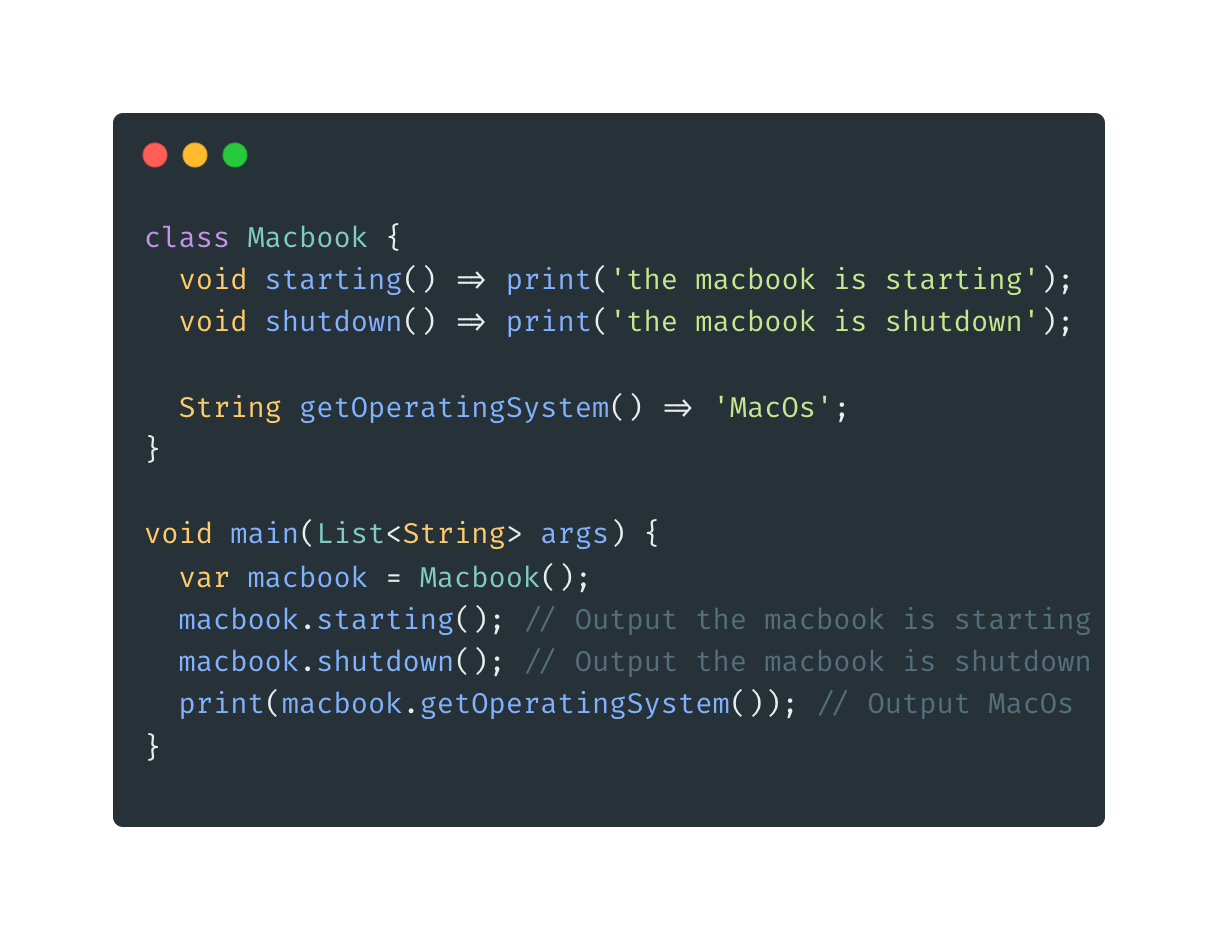 class Macbook {
  void starting() => print('the macbook is starting');
  void shutdown() => print('the macbook is shutdown');

  String getOperatingSystem() => 'MacOs';
}

void main(List<String> args) {
  var macbook = Macbook();
  macbook.starting(); // Output the macbook is starting
  macbook.shutdown(); // Output the macbook is shutdown
  print(macbook.getOperatingSystem()); // Output MacOs
}